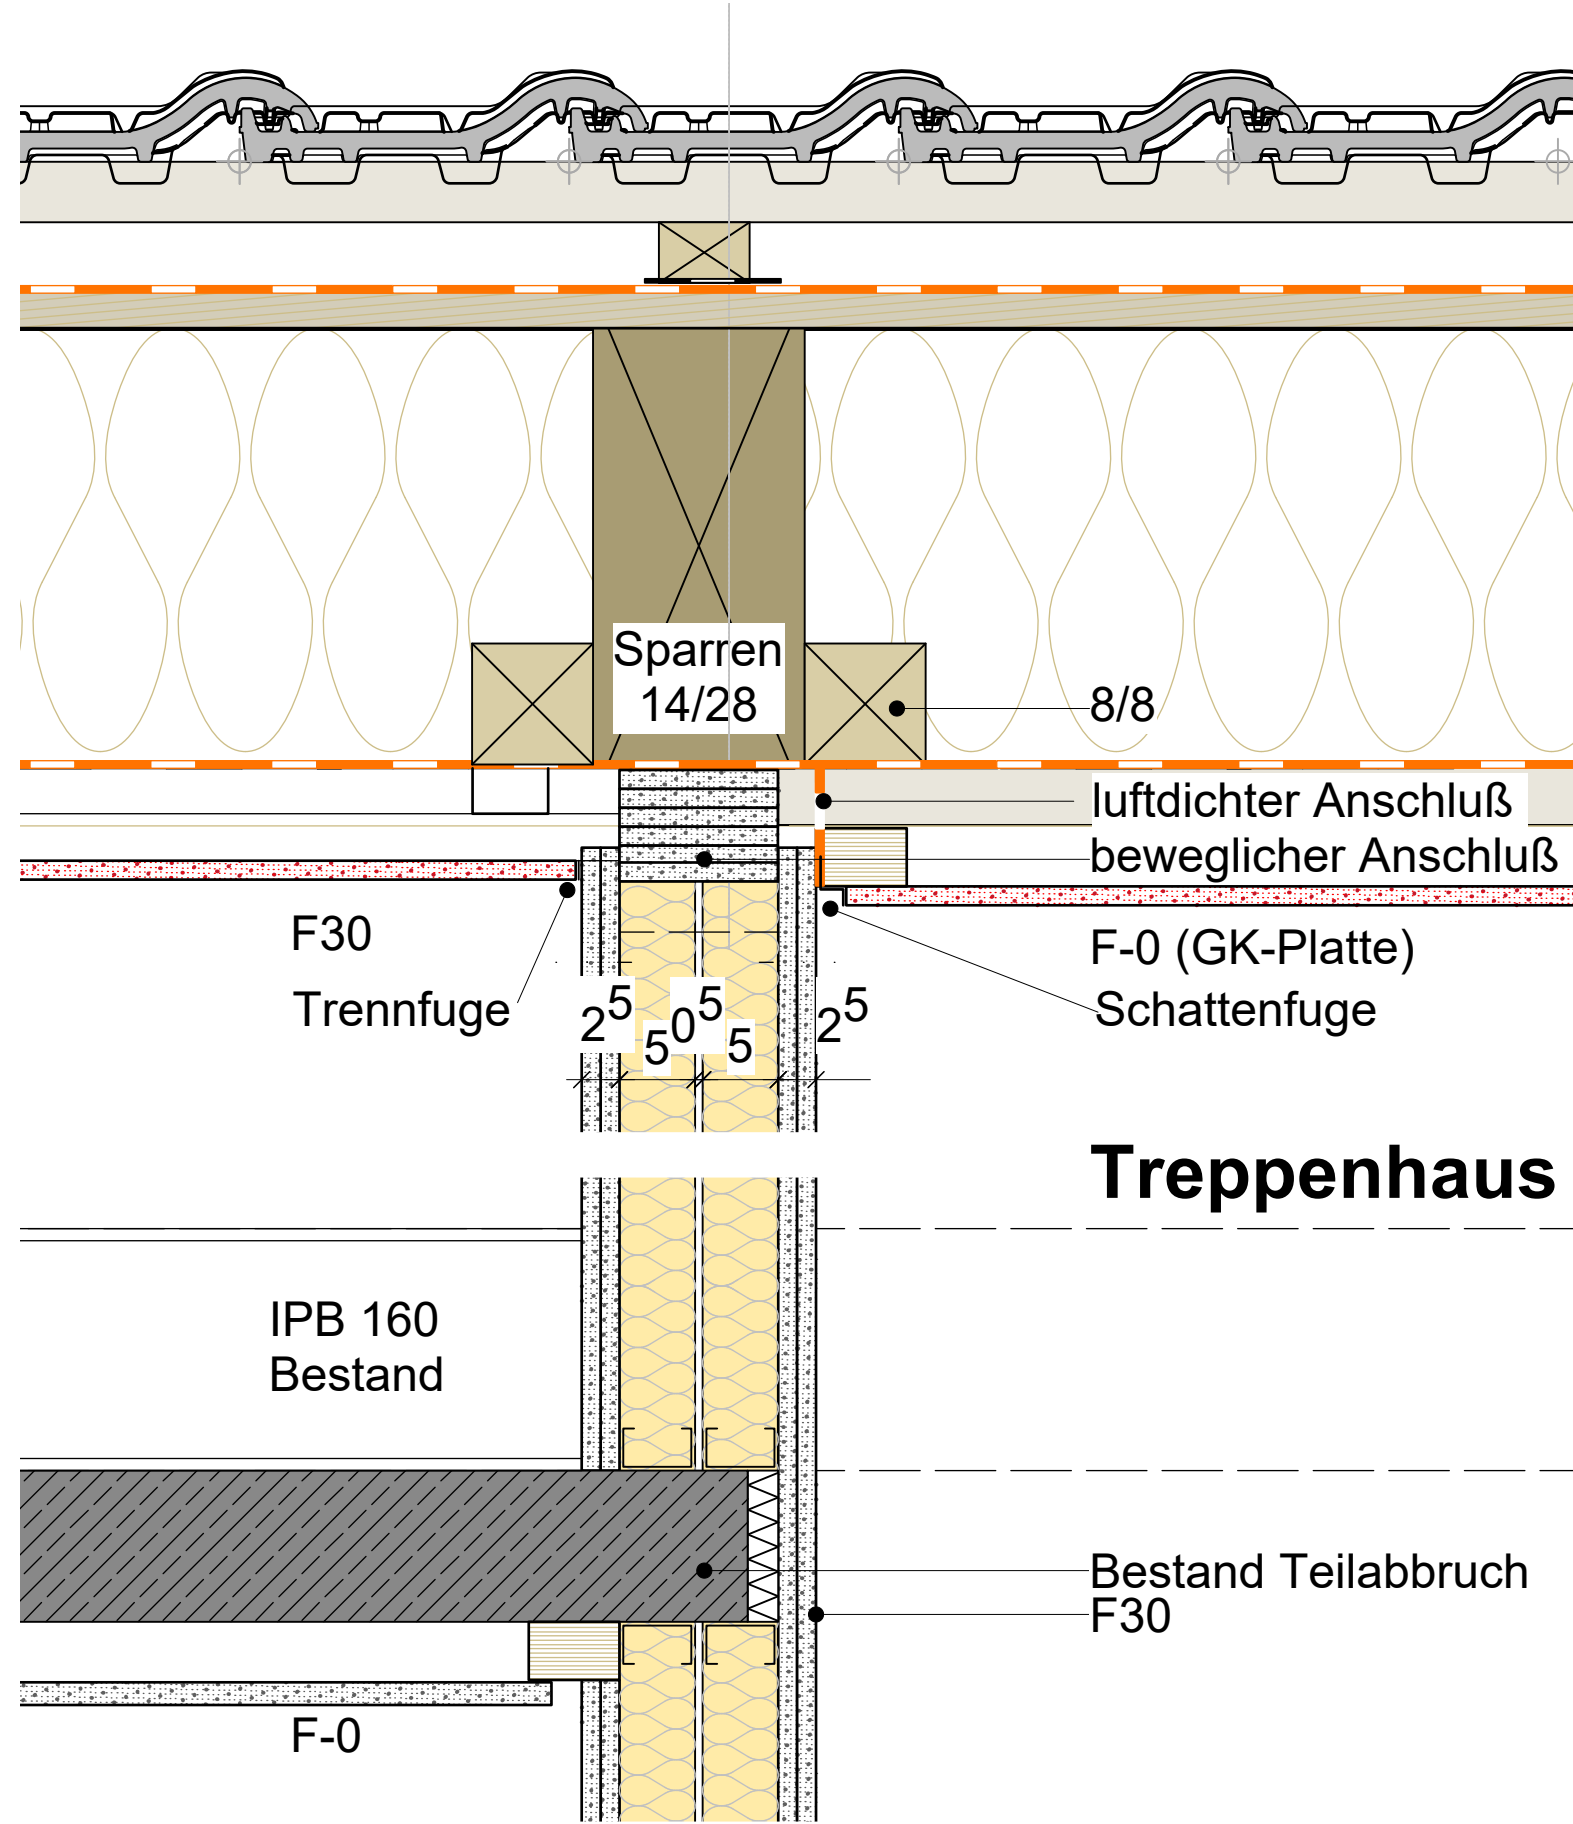 Sparren
14/28
8/8
luftdichter Anschluß
beweglicher Anschluß
F30
F-0 (GK-Platte)
Trennfuge
Schattenfuge
2⁵ 5 0⁵ 5 2⁵
Treppenhaus
IPB 160
Bestand
Bestand Teilabbruch
F30
F-0